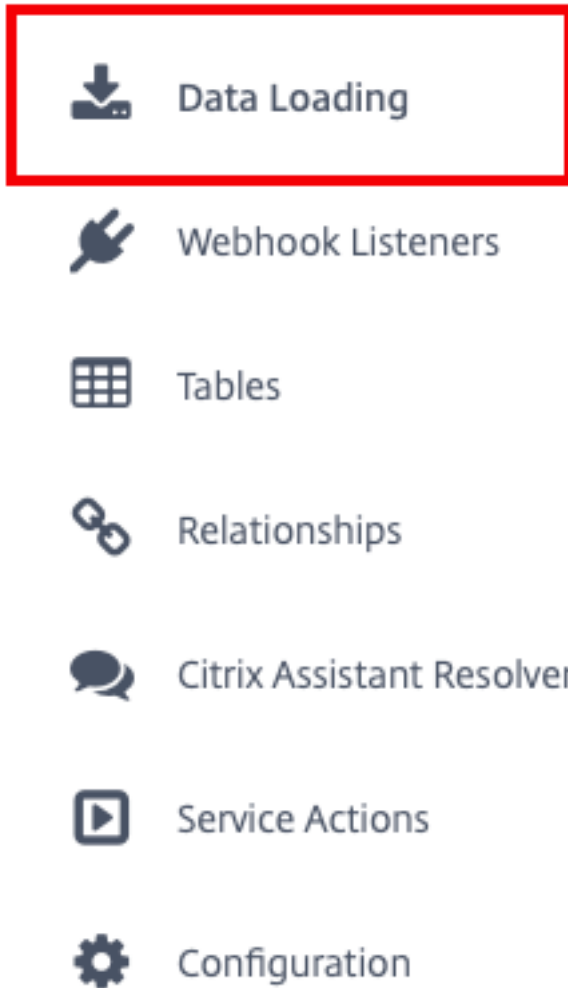 Data Loading
Webhook Listeners
Tables
Relationships
Citrix Assistant Resolver
Service Actions
Configuration